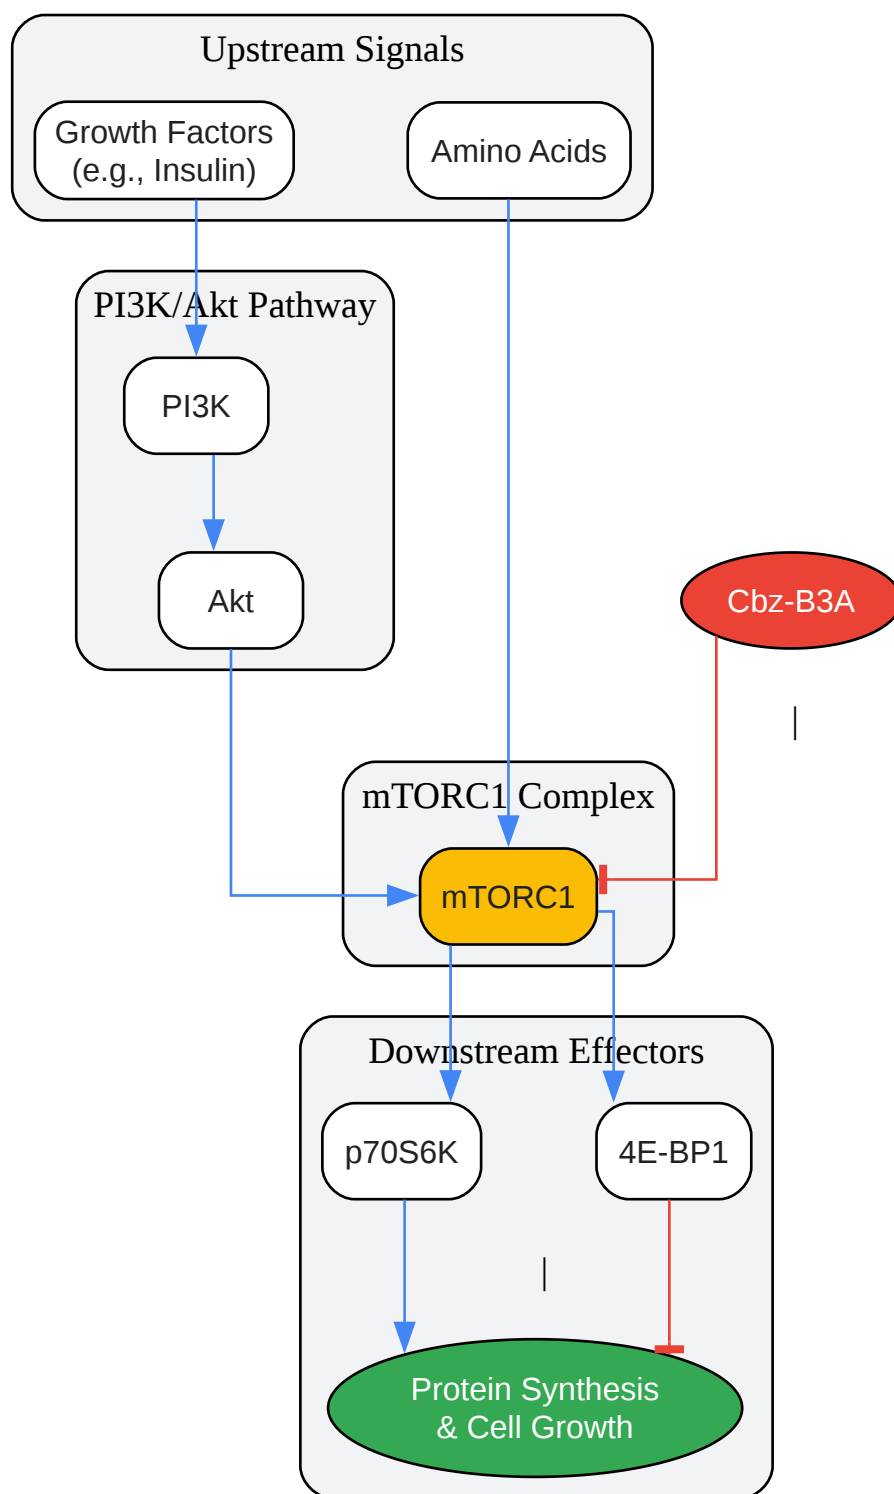 Upstream Signals
Growth Factors
(e.g., Insulin)
Amino Acids
PI3K/Akt Pathway
PI3K
Akt
Cbz-B3A
|
mTORC1 Complex
mTORC1
Downstream Effectors
p70S6K
4E-BP1
|
Protein Synthesis
& Cell Growth